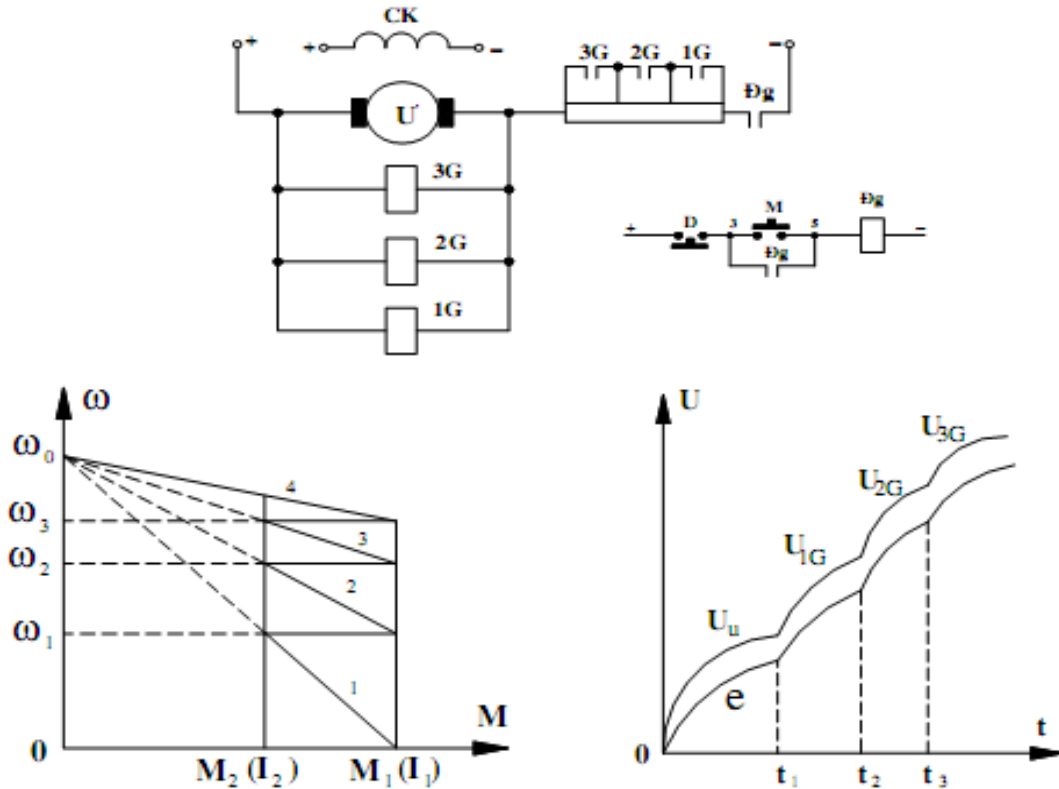 CK
+ + - -
3G 2G 1G
Đg
Ư
3G
2G
1G
Đg
D 3 M 5
+ -
Đg
ω
ω₀
ω₃
ω₂
ω₁
4
3
2
1
0
M
M₂(I₂) M₁(I₁)
U
U₃G
U₂G
U₁G
Uᵤ
e
0
t₁ t₂ t₃
t